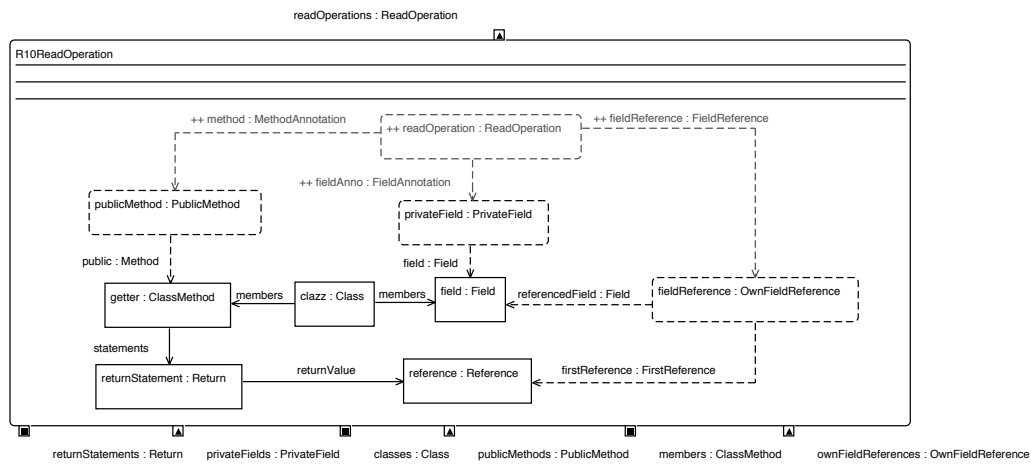 readOperations : ReadOperation
R10ReadOperation
++ method : MethodAnnotation
++ readOperation : ReadOperation
++ fieldReference : FieldReference
++ fieldAnno : FieldAnnotation
publicMethod : PublicMethod
privateField : PrivateField
public : Method
field : Field
getter : ClassMethod
members
clazz : Class
members
field : Field
referencedField : Field
fieldReference : OwnFieldReference
statements
returnStatement : Return
returnValue
reference : Reference
firstReference : FirstReference
returnStatements : Return
privateFields : PrivateField
classes : Class
publicMethods : PublicMethod
members : ClassMethod
ownFieldReferences : OwnFieldReference